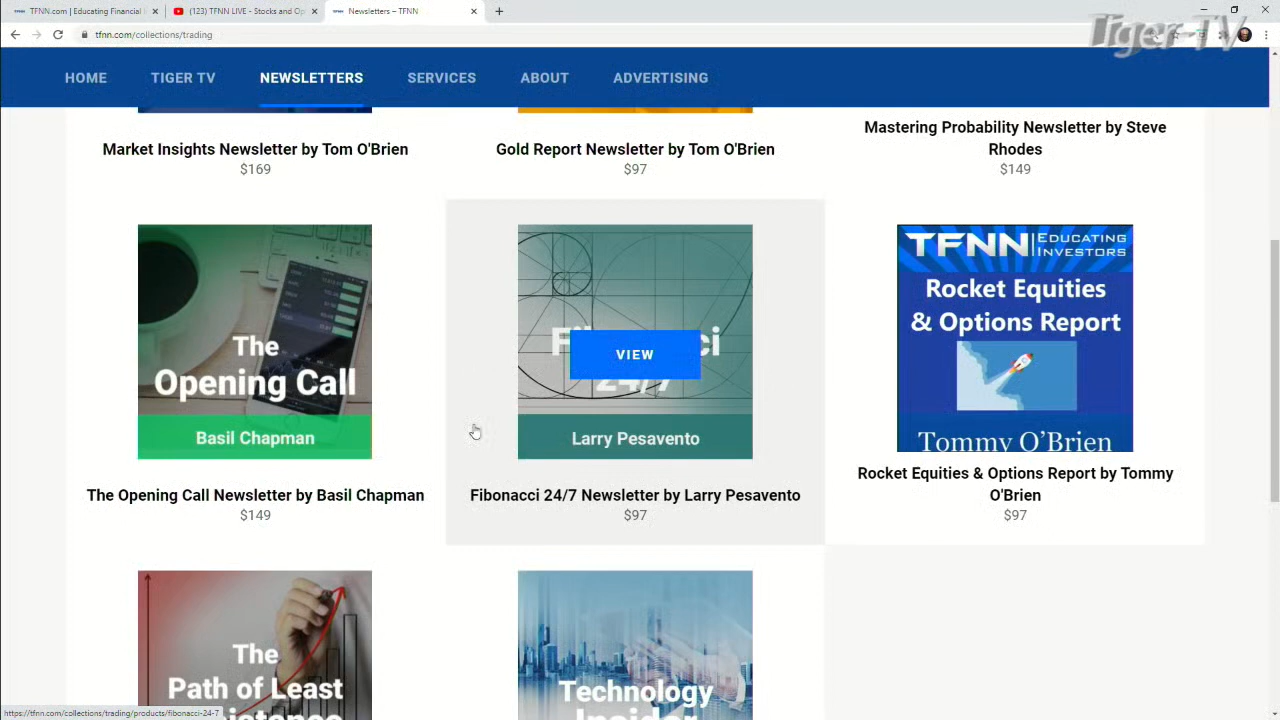 TFNN.com | Educating Financial I
(123) TFNN LIVE - Stocks and Op
Newsletters – TFNN
tfnn.com/collections/trading
Tiger TV
HOME TIGER TV NEWSLETTERS SERVICES ABOUT ADVERTISING
Market Insights Newsletter by Tom O'Brien
$169
Gold Report Newsletter by Tom O'Brien
$97
Mastering Probability Newsletter by Steve
Rhodes
$149
The
Opening Call
Basil Chapman
The Opening Call Newsletter by Basil Chapman
$149
VIEW
24/7
Larry Pesavento
Fibonacci 24/7 Newsletter by Larry Pesavento
$97
TFNN EDUCATING
INVESTORS
Rocket Equities
& Options Report
Tommy O'Brien
Rocket Equities & Options Report by Tommy
O'Brien
$97
The
Path of Least
Technology
Insider
https://tfnn.com/collections/trading/products/fibonacci-24-7